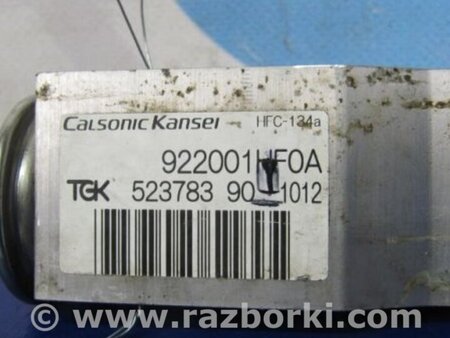 Calsonic Kansei HFC-134a
922001HF0A
TGK 523783 90 1012
www.razborki.com